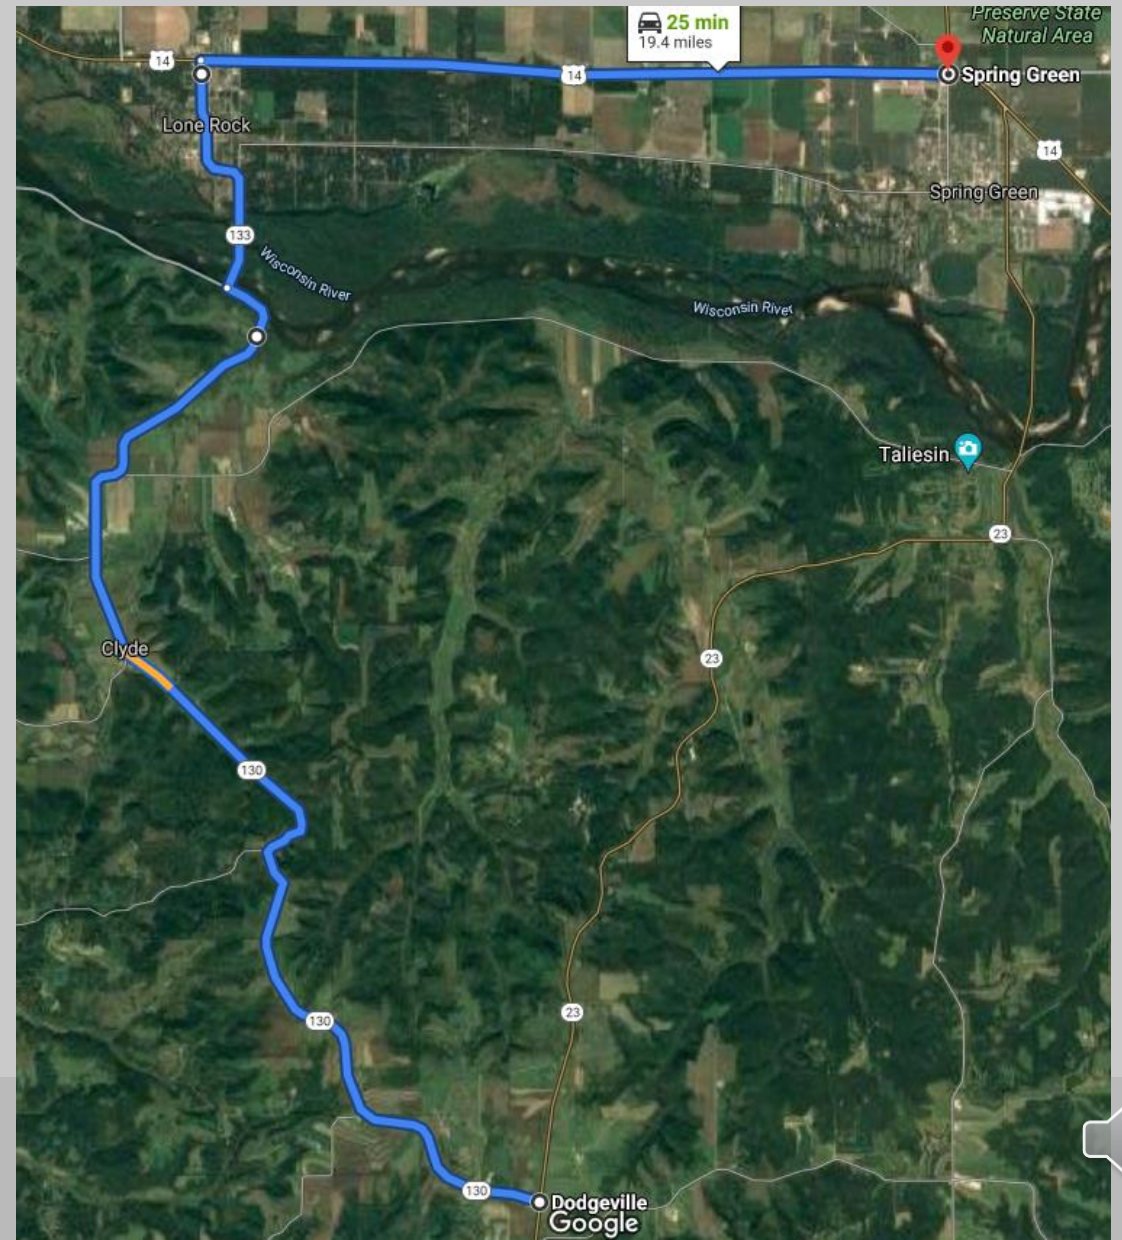 Preserve State
Natural Area
25 min
19.4 miles
14
14
Spring Green
Lone Rock
14
Spring Green
133
Wisconsin River
Wisconsin River
Taliesin
23
Clyde
23
130
23
130
130
Dodgeville
Google